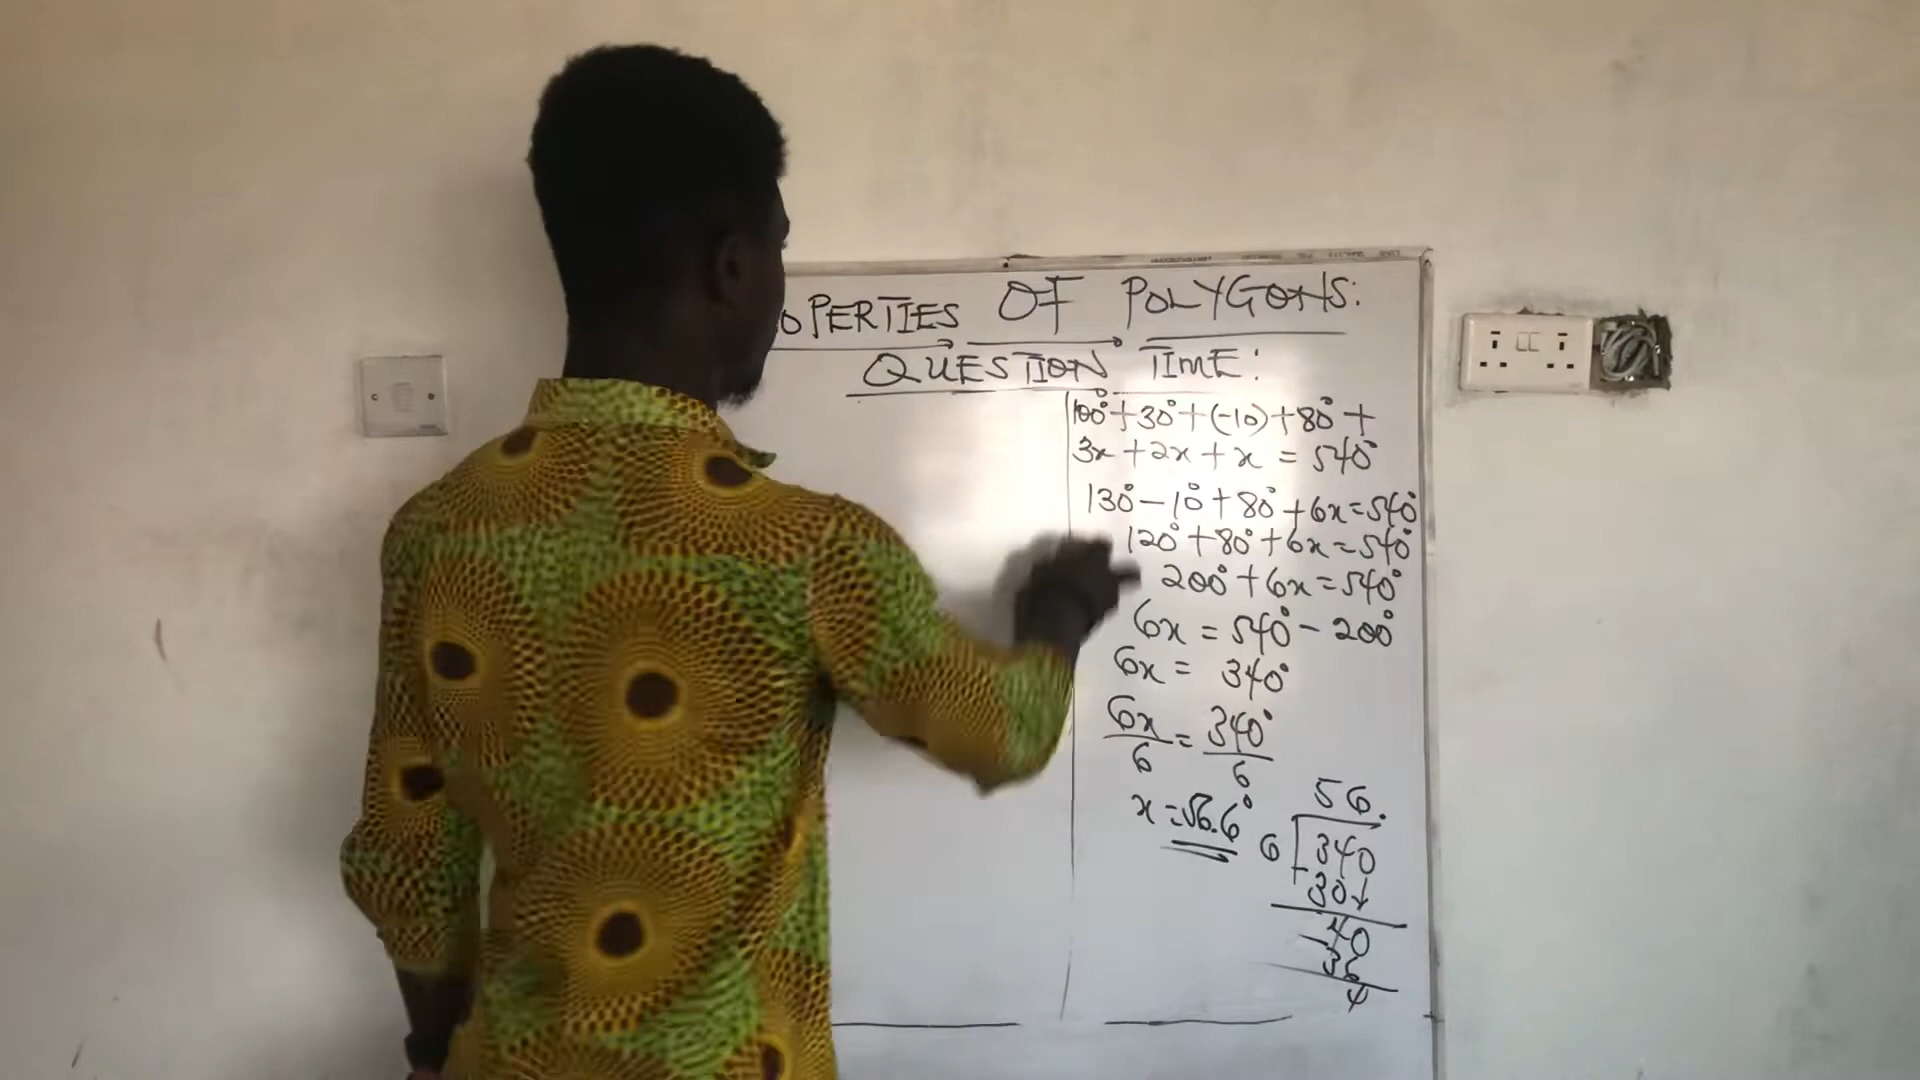 OPERTIES OF POLYGONS:
QUESTION TIME:
100°+30°+(-10)+80°+
3x+2x+x = 540°
130°-10°+80°+6x=540°
120°+80°+6x=540°
200°+6x=540°
6x = 540°-200°
6x = 340°
6x/6 = 340°/6
x=56.6°
56.
6 340
30↓
40
36
4